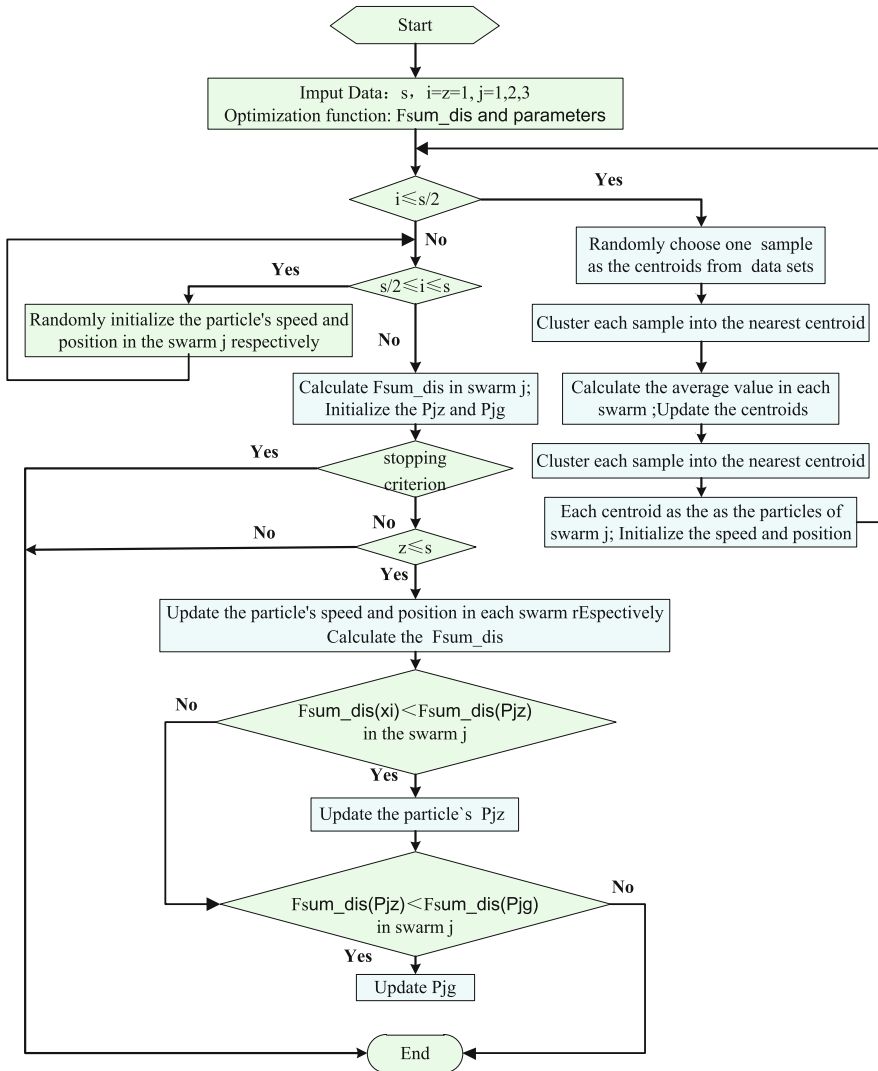 Start
Imput Data：s，i=z=1, j=1,2,3
Optimization function: Fsum_dis and parameters
i≤s/2
Yes
No
Randomly choose one sample
as the centroids from data sets
Cluster each sample into the nearest centroid
Calculate the average value in each
swarm ;Update the centroids
Cluster each sample into the nearest centroid
Each centroid as the as the particles of
swarm j; Initialize the speed and position
s/2≤i≤s
Yes
Randomly initialize the particle's speed and
position in the swarm j respectively
No
Calculate Fsum_dis in swarm j;
Initialize the Pjz and Pjg
stopping
criterion
Yes
No
z≤s
No
Yes
Update the particle's speed and position in each swarm rEspectively
Calculate the Fsum_dis
Fsum_dis(xi)<Fsum_dis(Pjz)
in the swarm j
No
Yes
Update the particle`s Pjz
Fsum_dis(Pjz)<Fsum_dis(Pjg)
in swarm j
No
Yes
Update Pjg
End